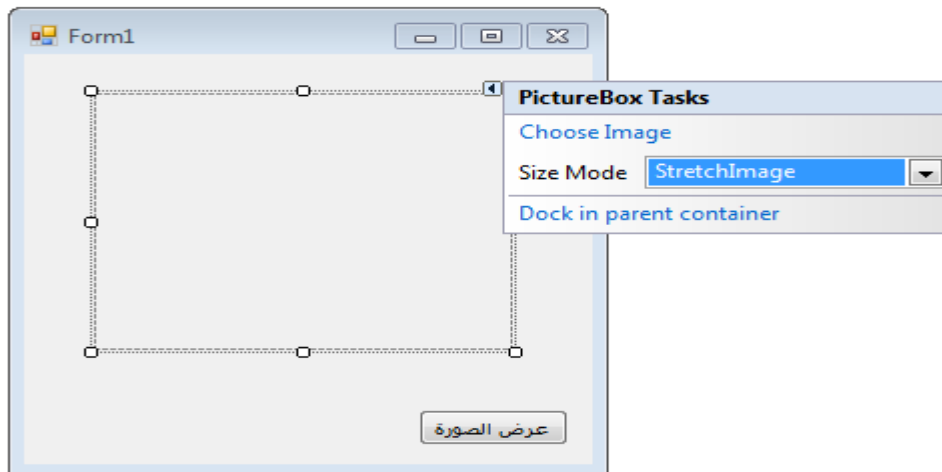 Form1
PictureBox Tasks
Choose Image
Size Mode StretchImage
Dock in parent container
عرض الصورة